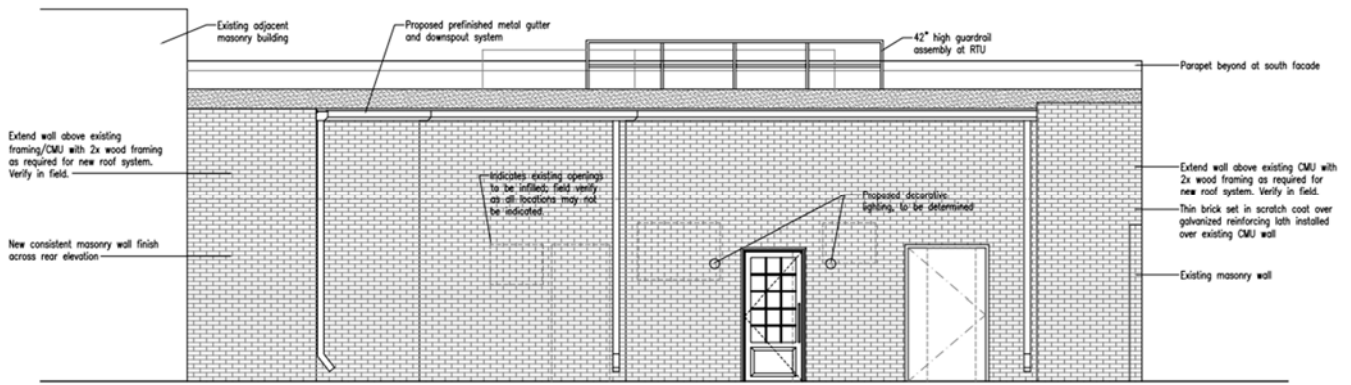 Existing adjacent
masonry building
Proposed prefinished metal gutter
and downspout system
42" high guardrail
assembly at RTU
Parapet beyond at south facade
Extend wall above existing
framing/CMU with 2x wood framing
as required for new roof system.
Verify in field.
Indicates existing openings
to be infilled; field verify
as all locations may not
be indicated
Proposed decorative
lighting, to be determined
Extend wall above existing CMU with
2x wood framing as required for
new roof system. Verify in field.
Thin brick set in scratch coat over
galvanized reinforcing lath installed
over existing CMU wall
New consistent masonry wall finish
across rear elevation
Existing masonry wall